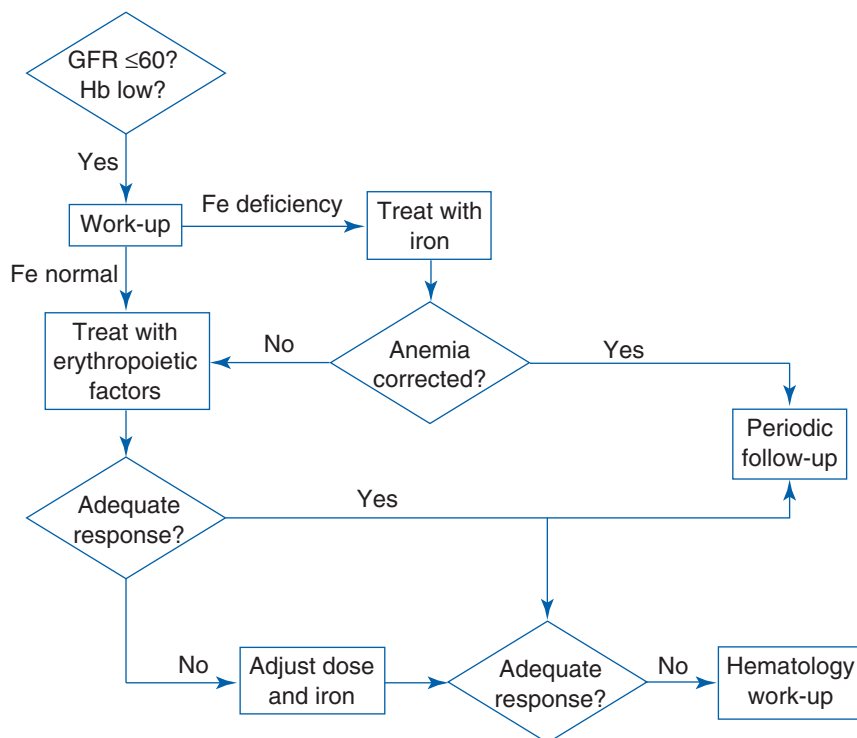 GFR ≤60?
Hb low?
Yes
Work-up
Fe deficiency
Treat with
iron
Fe normal
Treat with
erythropoietic
factors
No
Anemia
corrected?
Yes
Periodic
follow-up
Adequate
response?
Yes
No
Adjust dose
and iron
Adequate
response?
No
Hematology
work-up